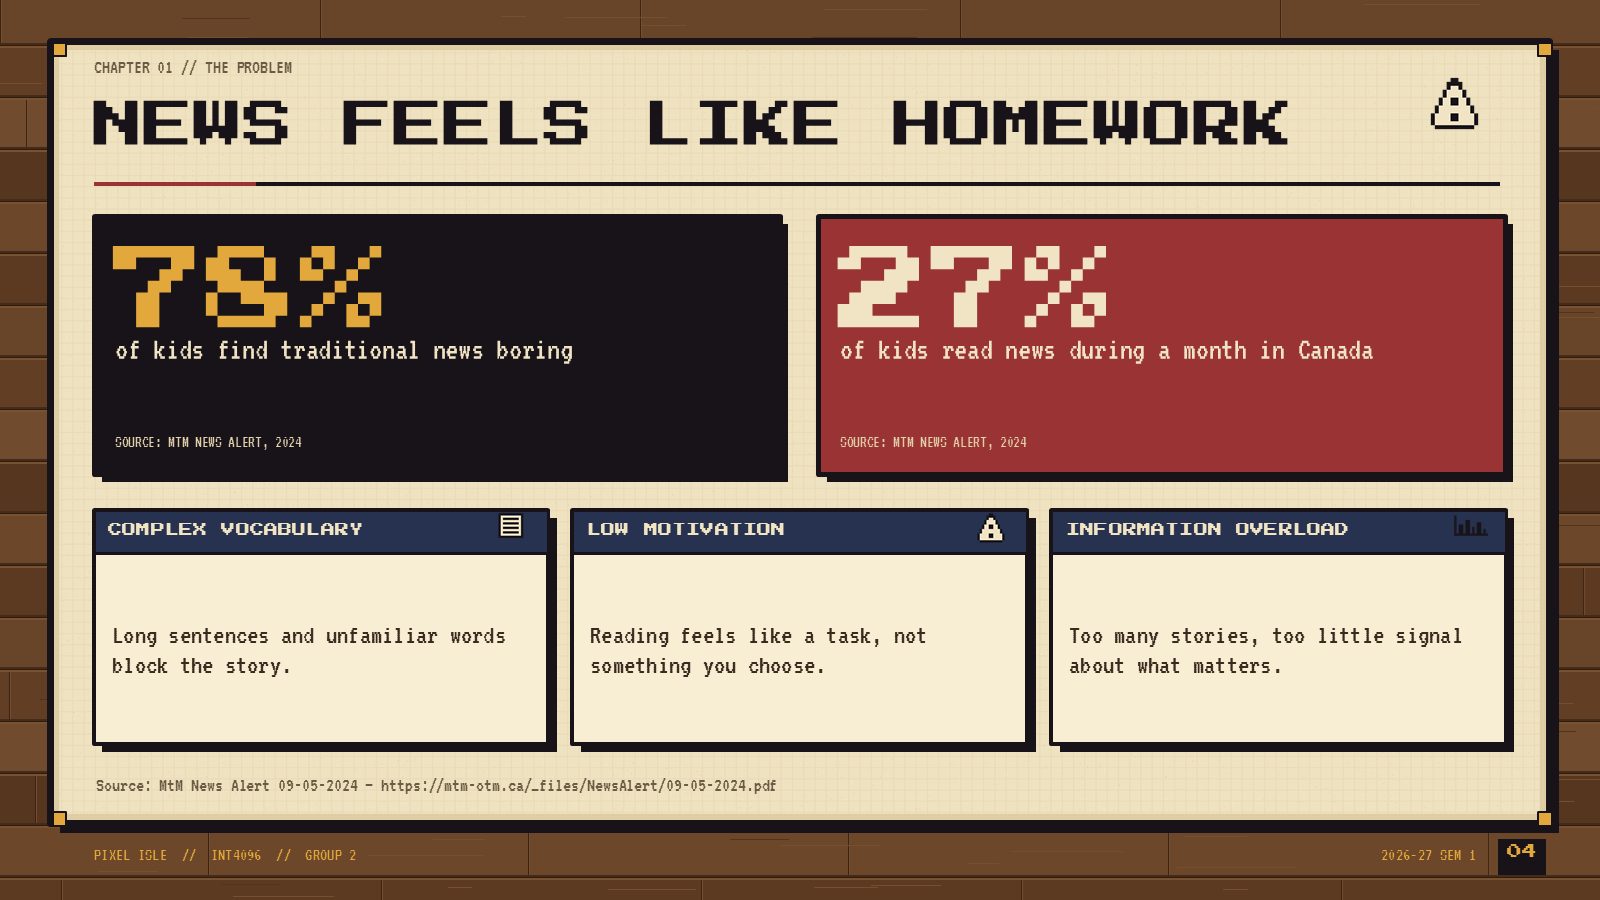 CHAPTER 01 // THE PROBLEM
NEWS FEELS LIKE HOMEWORK
78%
of kids find traditional news boring
SOURCE: MTM NEWS ALERT, 2024
27%
of kids read news during a month in Canada
SOURCE: MTM NEWS ALERT, 2024
COMPLEX VOCABULARY
Long sentences and unfamiliar words
block the story.
LOW MOTIVATION
Reading feels like a task, not
something you choose.
INFORMATION OVERLOAD
Too many stories, too little signal
about what matters.
Source: MtM News Alert 09-05-2024 — https://mtm-otm.ca/_files/NewsAlert/09-05-2024.pdf
PIXEL ISLE // INT4096 // GROUP 2
2026-27 SEM 1
04